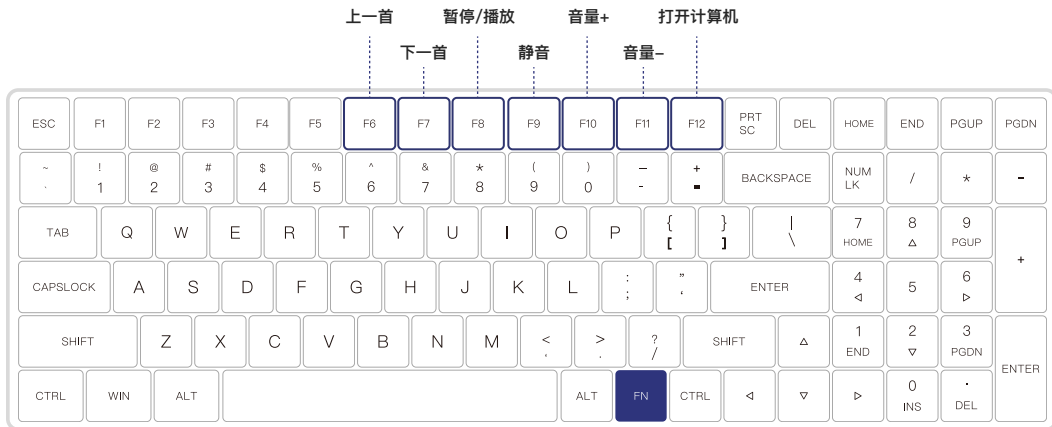 上一首 暂停/播放 音量+ 打开计算机
下一首 静音 音量–
ESC F1 F2 F3 F4 F5 F6 F7 F8 F9 F10 F11 F12 PRT SC DEL HOME END PGUP PGDN
~ ! @ # $ % ^ & * ( ) — +
· 1 2 3 4 5 6 7 8 9 0 - = BACKSPACE NUM LK / * -
TAB Q W E R T Y U I O P { [ } ] | \ 7 HOME 8 △ 9 PGUP +
CAPSLOCK A S D F G H J K L : ; " ' ENTER 4 ◁ 5 6 ▷
SHIFT Z X C V B N M < , > . ? / SHIFT △ 1 END 2 ▽ 3 PGDN ENTER
CTRL WIN ALT ALT FN CTRL ◁ ▽ ▷ 0 INS · DEL